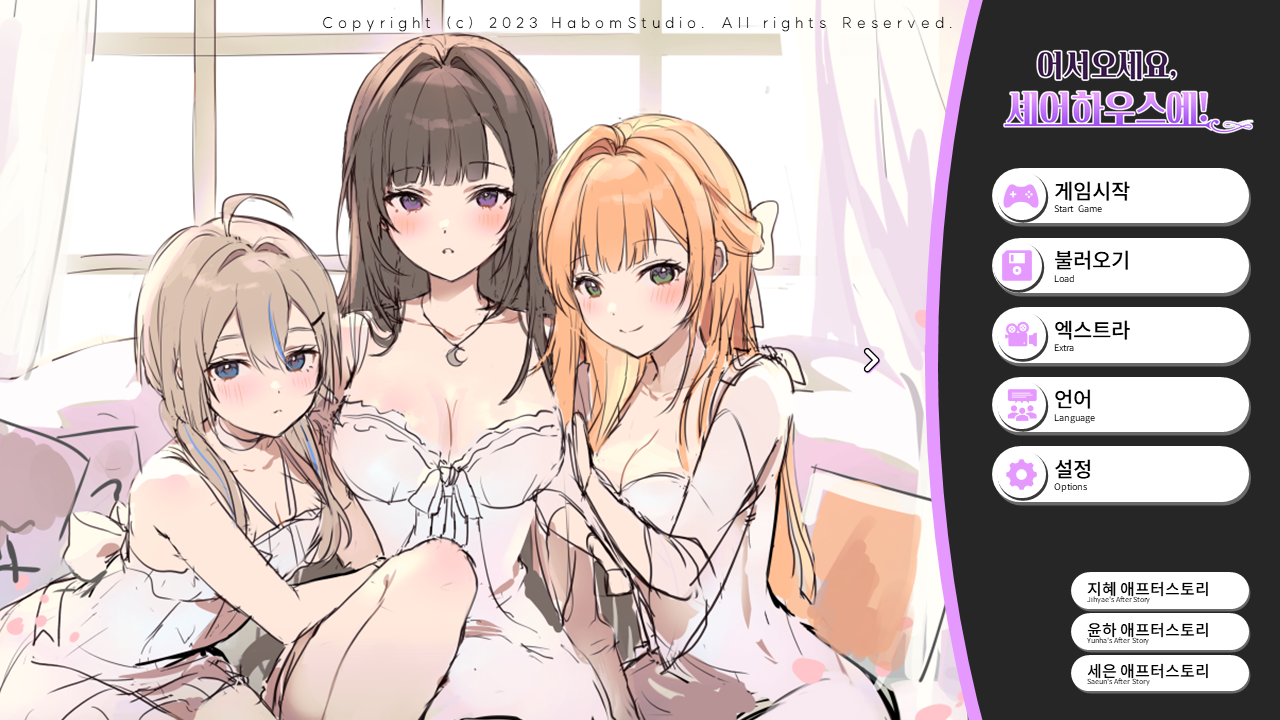 Copyright (c) 2023 HabomStudio. All rights Reserved.
어서오세요,
셰어하우스에!
게임시작
Start Game
불러오기
Load
엑스트라
Extra
언어
Language
설정
Options
지혜 애프터스토리
Jihyae's After Story
윤하 애프터스토리
Yunha's After Story
세은 애프터스토리
Saeun's After Story